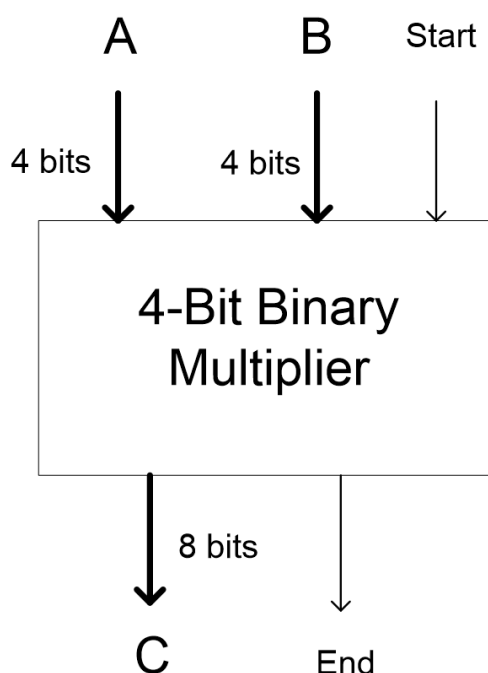 A
B
Start
4 bits
4 bits
4-Bit Binary
Multiplier
8 bits
C
End